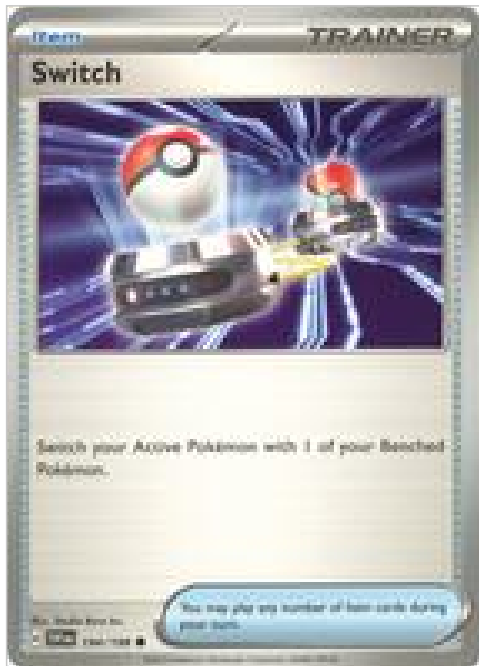 Item
TRAINER
Switch
Switch your Active Pokémon with 1 of your Benched
Pokémon.
You may play any number of Item cards during
your turn.